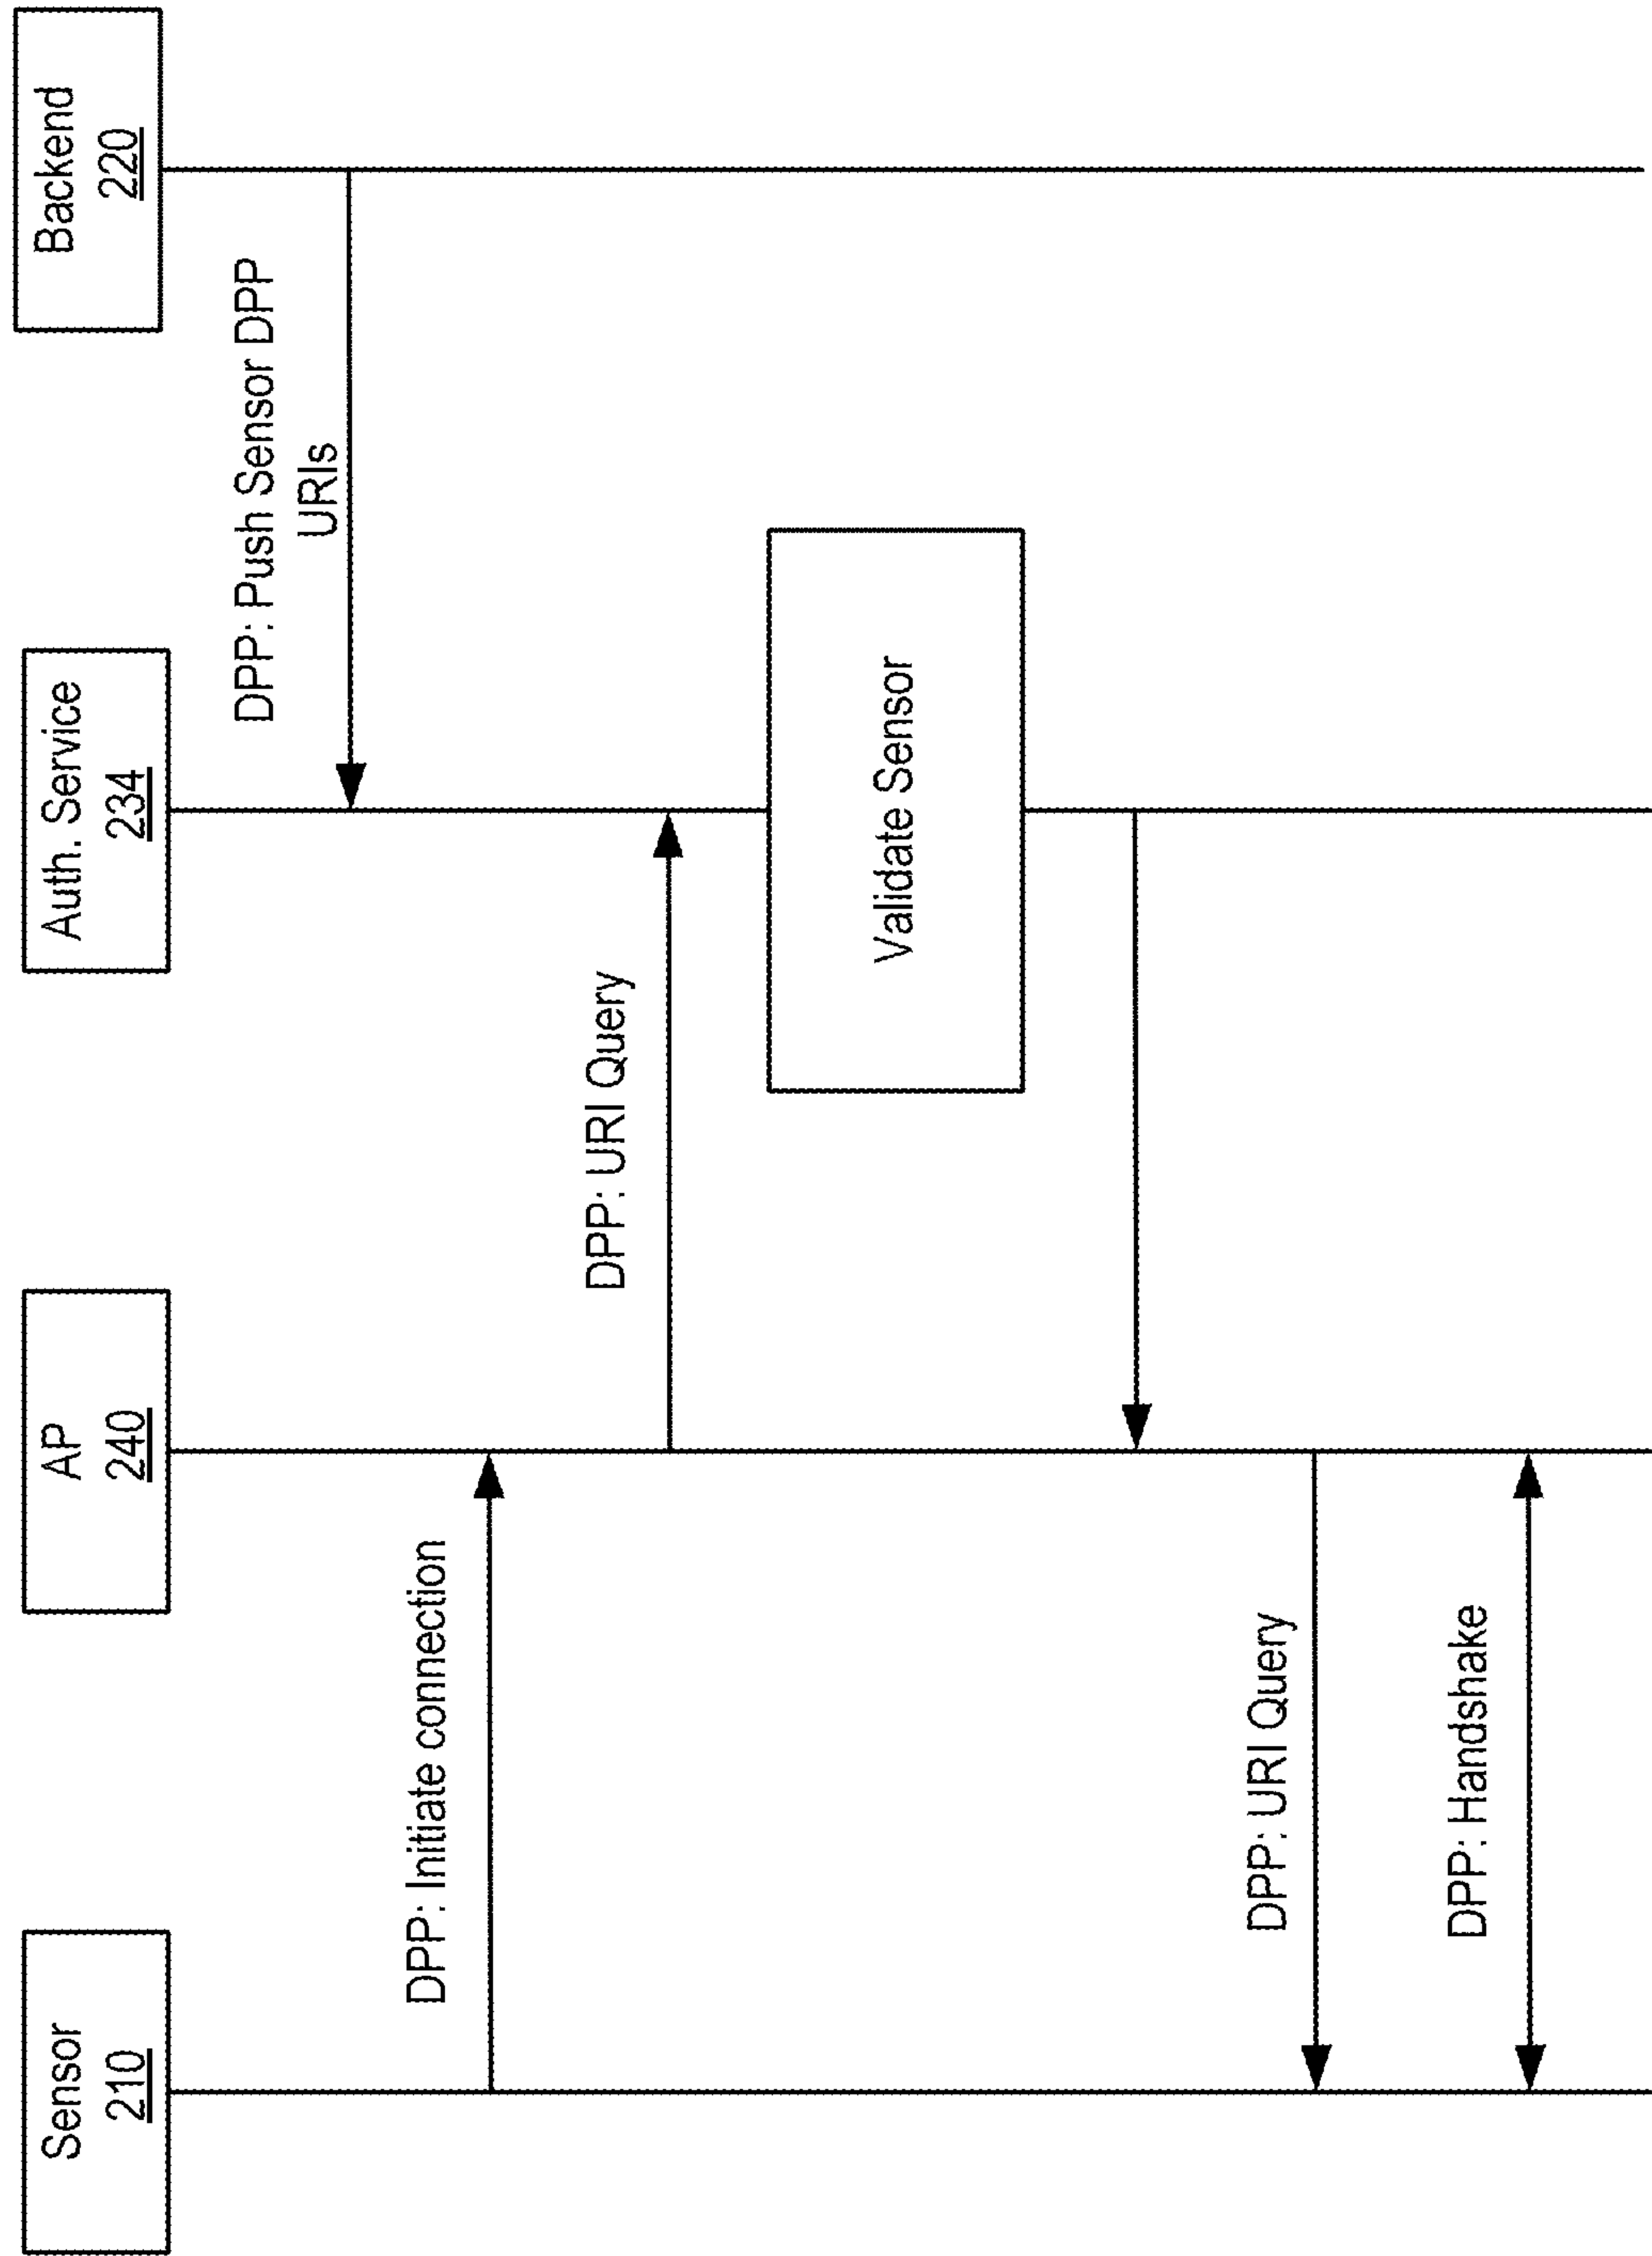 Sensor
210
AP
240
Auth. Service
234
Backend
220
DPP: Push Sensor DPP
URIs
DPP: Initiate connection
DPP: URI Query
Validate Sensor
DPP: URI Query
DPP: Handshake